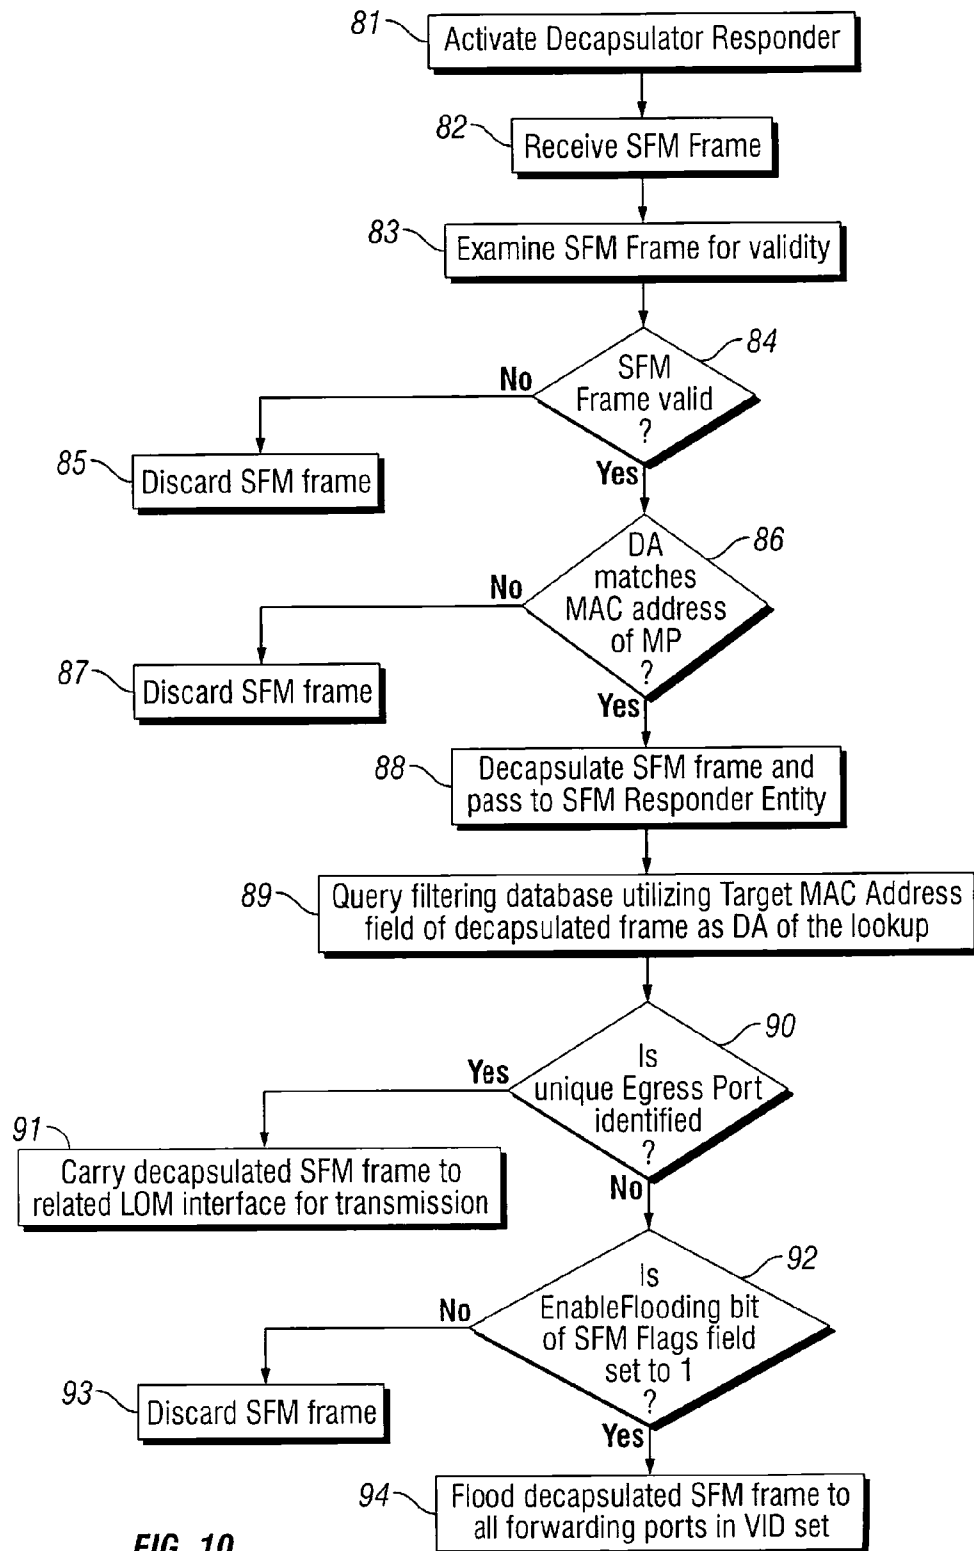 81
Activate Decapsulator Responder
82
Receive SFM Frame
83
Examine SFM Frame for validity
84
SFM
Frame valid
?
No
Yes
85
Discard SFM frame
86
DA
matches
MAC address
of MP
?
No
Yes
87
Discard SFM frame
88
Decapsulate SFM frame and
pass to SFM Responder Entity
89
Query filtering database utilizing Target MAC Address
field of decapsulated frame as DA of the lookup
90
Is
unique Egress Port
identified
?
Yes
No
91
Carry decapsulated SFM frame to
related LOM interface for transmission
92
Is
EnableFlooding bit
of SFM Flags field
set to 1
?
No
Yes
93
Discard SFM frame
94
Flood decapsulated SFM frame to
all forwarding ports in VID set
FIG. 10